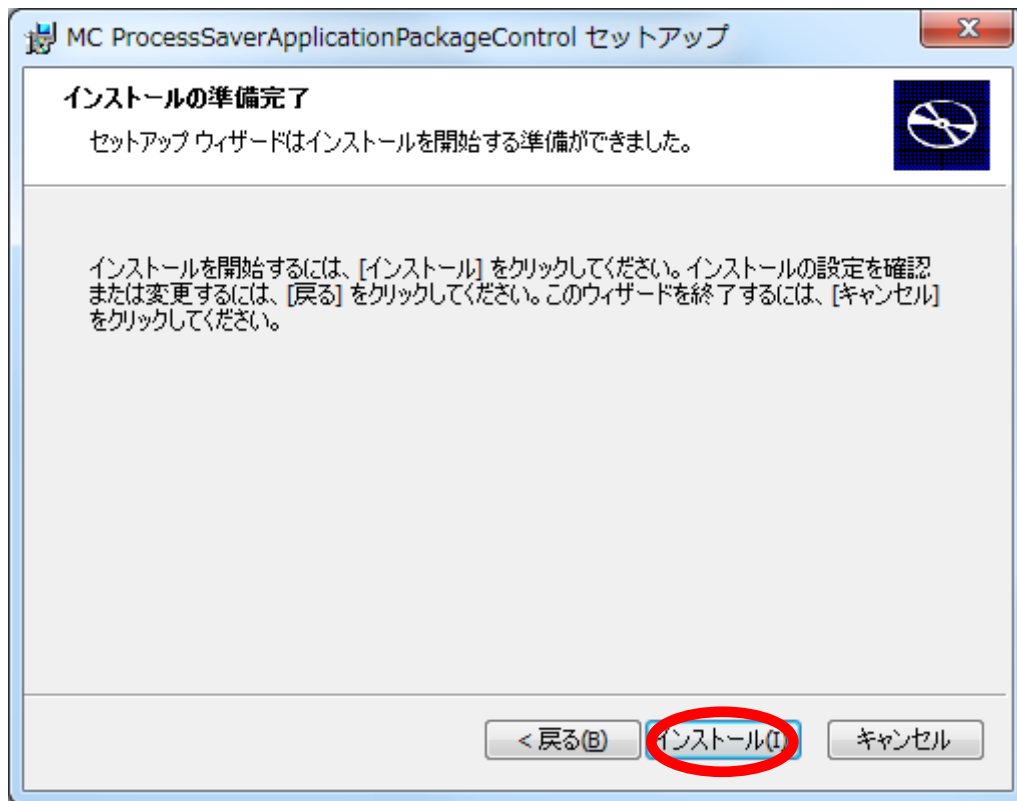 MC ProcessSaverApplicationPackageControl セットアップ
インストールの準備完了
セットアップ ウィザードはインストールを開始する準備ができました。
インストールを開始するには、[インストール] をクリックしてください。インストールの設定を確認
または変更するには、[戻る] をクリックしてください。このウィザードを終了するには、[キャンセル]
をクリックしてください。
< 戻る(B)
インストール(I)
キャンセル